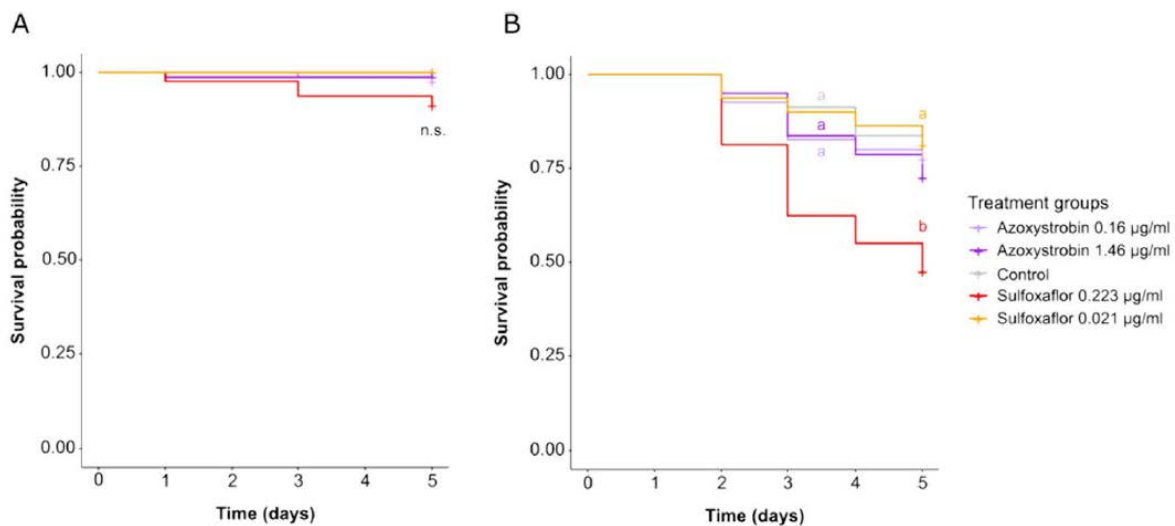 A
Survival probability
1.00
0.75
0.50
0.25
0.00
n.s.
0 1 2 3 4 5
Time (days)
B
Survival probability
1.00
0.75
0.50
0.25
0.00
a
a
a
a
b
0 1 2 3 4 5
Time (days)
Treatment groups
Azoxystrobin 0.16 µg/ml
Azoxystrobin 1.46 µg/ml
Control
Sulfoxaflor 0.223 µg/ml
Sulfoxaflor 0.021 µg/ml